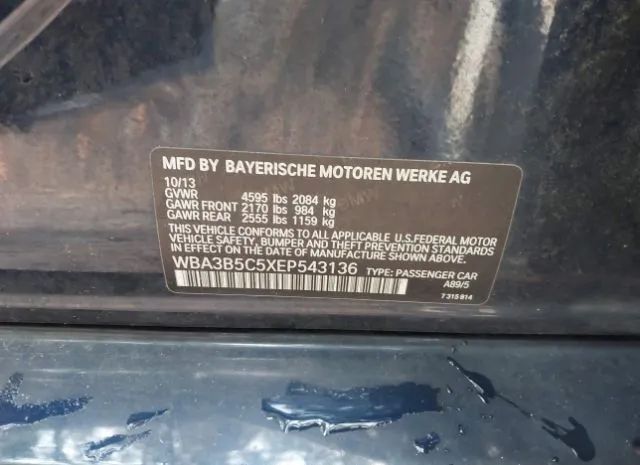 MFD BY BAYERISCHE MOTOREN WERKE AG
10/13
GVWR 4595 lbs 2084 kg
GAWR FRONT 2170 lbs 984 kg
GAWR REAR 2555 lbs 1159 kg
THIS VEHICLE CONFORMS TO ALL APPLICABLE U.S.FEDERAL MOTOR
VEHICLE SAFETY, BUMPER AND THEFT PREVENTION STANDARDS
IN EFFECT ON THE DATE OF MANUFACTURE SHOWN ABOVE.
WBA3B5C5XEP543136 TYPE: PASSENGER CAR
A89/5
7315814